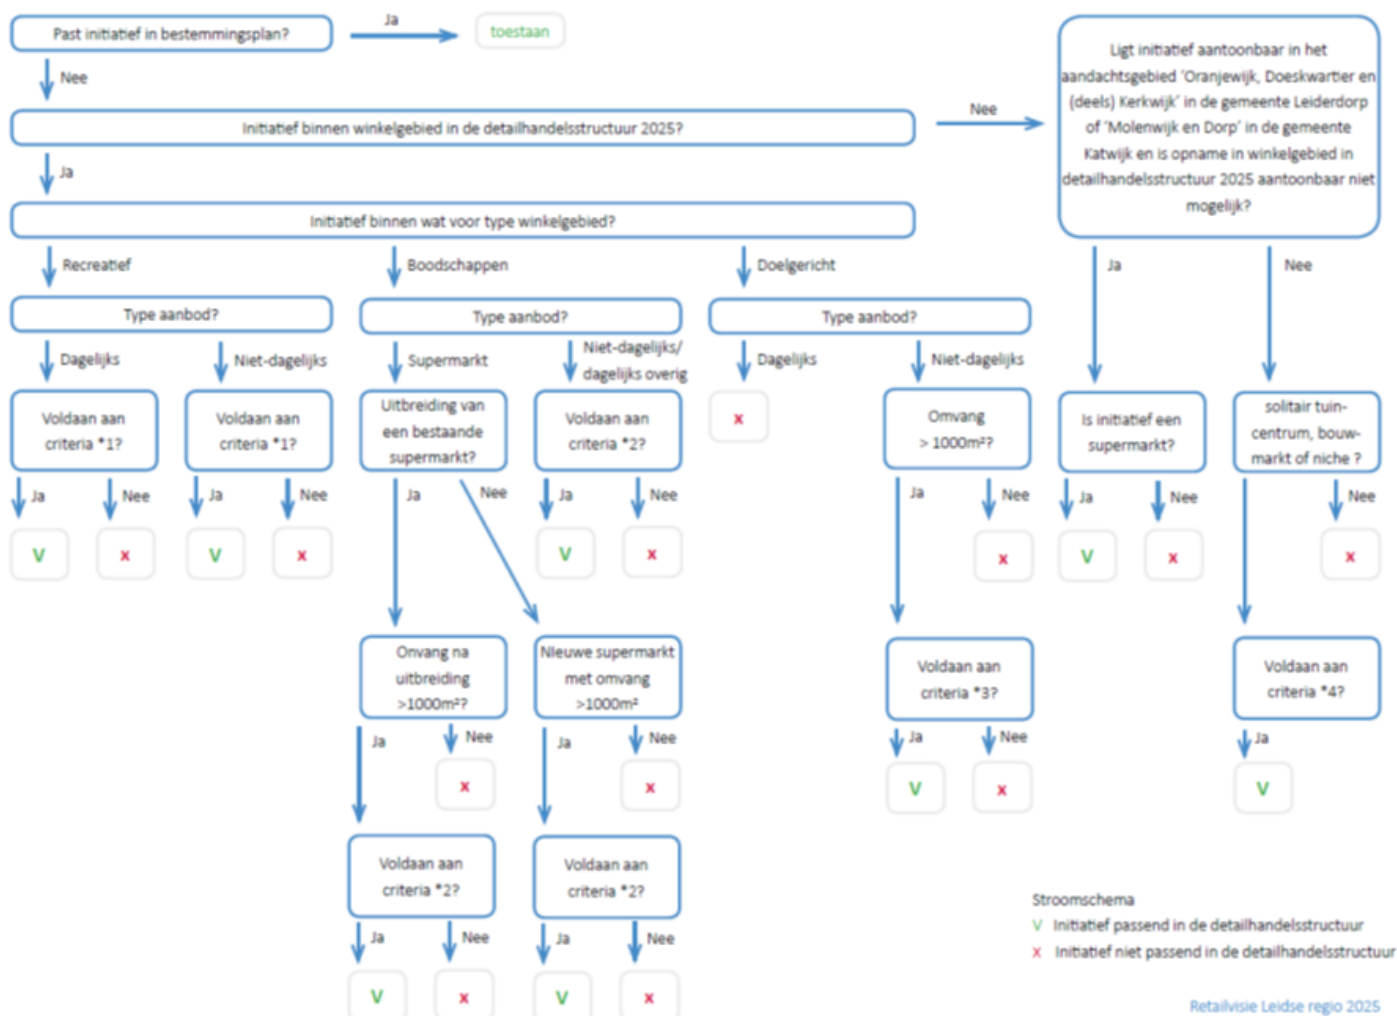 Past initiatief in bestemmingsplan?
Ja
toestaan
Nee
Initiatief binnen winkelgebied in de detailhandelsstructuur 2025?
Nee
Ligt initiatief aantoonbaar in het
aandachtsgebied 'Oranjewijk, Doeskwartier en
(deels) Kerkwijk' in de gemeente Leiderdorp
of 'Molenwijk en Dorp' in de gemeente
Katwijk en is opname in winkelgebied in
detailhandelsstructuur 2025 aantoonbaar niet
mogelijk?
Ja
Initiatief binnen wat voor type winkelgebied?
Recreatief
Boodschappen
Doelgericht
Ja
Nee
Type aanbod?
Type aanbod?
Type aanbod?
Dagelijks
Niet-dagelijks
Supermarkt
Niet-dagelijks/
dagelijks overig
Dagelijks
Niet-dagelijks
Voldaan aan
criteria *1?
Voldaan aan
criteria *1?
Uitbreiding van
een bestaande
supermarkt?
Voldaan aan
criteria *2?
x
Omvang
> 1000m²?
Is initiatief een
supermarkt?
solitair tuin-
centrum, bouw-
markt of niche ?
Ja
Nee
Ja
Nee
Ja
Nee
Ja
Nee
Ja
Nee
Ja
Nee
Nee
V
x
V
x
V
x
x
V
x
x
Onvang na
uitbreiding
>1000m²?
NIeuwe supermarkt
met omvang
>1000m²
Voldaan aan
criteria *3?
Voldaan aan
criteria *4?
Ja
Nee
Ja
Nee
Ja
Nee
Ja
x
x
V
x
V
Voldaan aan
criteria *2?
Voldaan aan
criteria *2?
Ja
Nee
Ja
Nee
V
x
V
x
Stroomschema
V Initiatief passend in de detailhandelsstructuur
x Initiatief niet passend in de detailhandelsstructuur
Retailvisie Leidse regio 2025